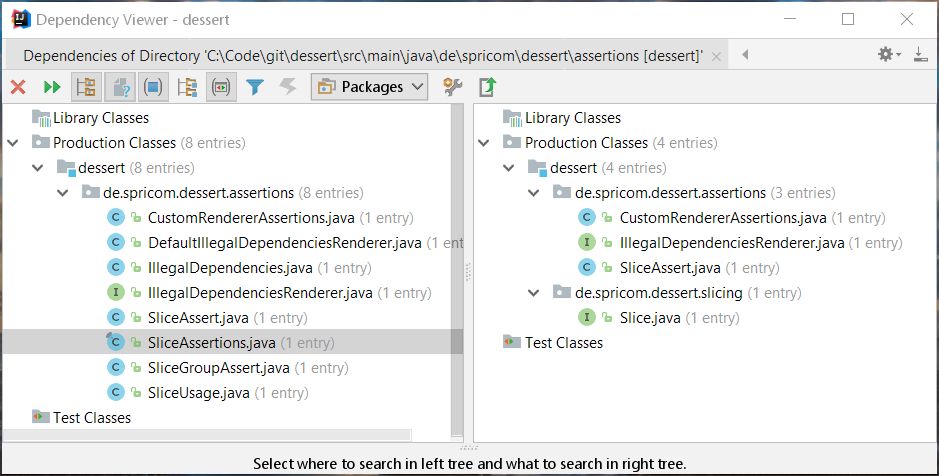 Dependency Viewer - dessert
Dependencies of Directory 'C:\Code\git\dessert\src\main\java\de\spricom\dessert\assertions [dessert]'
Packages
Library Classes
Production Classes (8 entries)
dessert (8 entries)
de.spricom.dessert.assertions (8 entries)
CustomRendererAssertions.java (1 entry)
DefaultIllegalDependenciesRenderer.java (1 ent
IllegalDependencies.java (1 entry)
IllegalDependenciesRenderer.java (1 entry)
SliceAssert.java (1 entry)
SliceAssertions.java (1 entry)
SliceGroupAssert.java (1 entry)
SliceUsage.java (1 entry)
Test Classes
Library Classes
Production Classes (4 entries)
dessert (4 entries)
de.spricom.dessert.assertions (3 entries)
CustomRendererAssertions.java (1 entry)
IllegalDependenciesRenderer.java (1 entry)
SliceAssert.java (1 entry)
de.spricom.dessert.slicing (1 entry)
Slice.java (1 entry)
Test Classes
Select where to search in left tree and what to search in right tree.